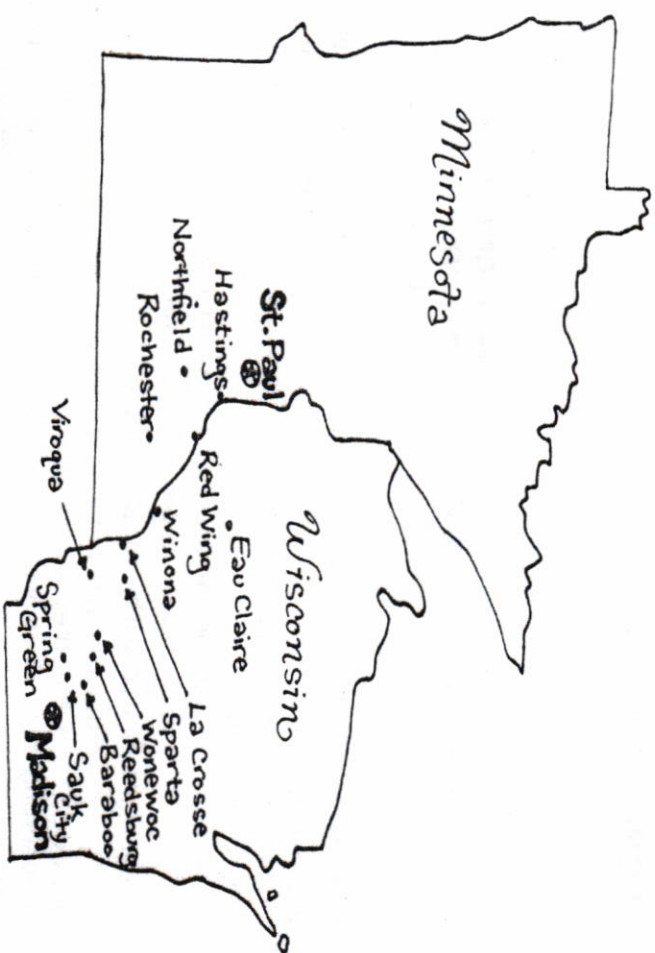 Minnesota
St. Paul
Hastings
Northfield
Rochester
Red Wing
Winona
Eau Claire
Wisconsin
La Crosse
Sparta
Wonewoc
Reedsburg
Baraboo
Sauk
City
Madison
Spring
Green
Viroqua